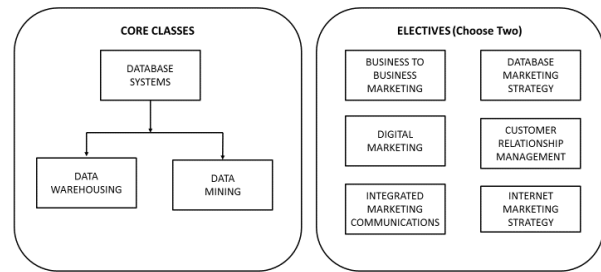 CORE CLASSES
DATABASE
SYSTEMS
DATA
WAREHOUSING
DATA
MINING
ELECTIVES (Choose Two)
BUSINESS TO
BUSINESS
MARKETING
DATABASE
MARKETING
STRATEGY
DIGITAL
MARKETING
CUSTOMER
RELATIONSHIP
MANAGEMENT
INTEGRATED
MARKETING
COMMUNICATIONS
INTERNET
MARKETING
STRATEGY